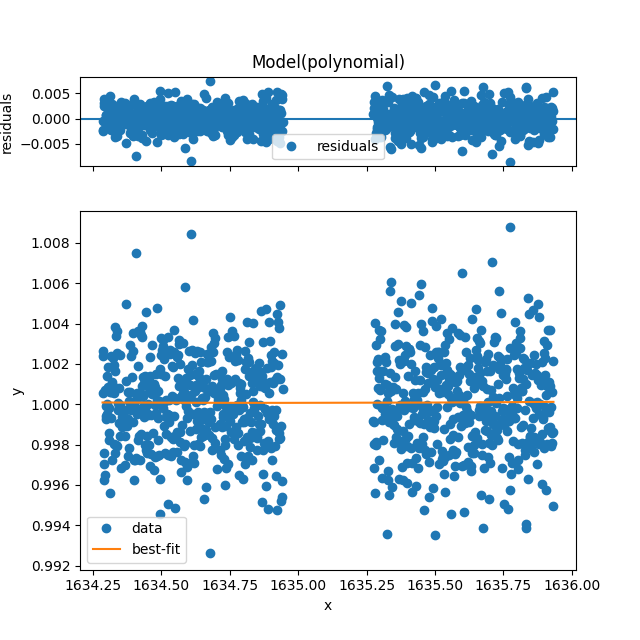 Model(polynomial)
residuals
0.005
0.000
−0.005
residuals
y
1.008
1.006
1.004
1.002
1.000
0.998
0.996
0.994
0.992
data
best-fit
1634.25 1634.50 1634.75 1635.00 1635.25 1635.50 1635.75 1636.00
x